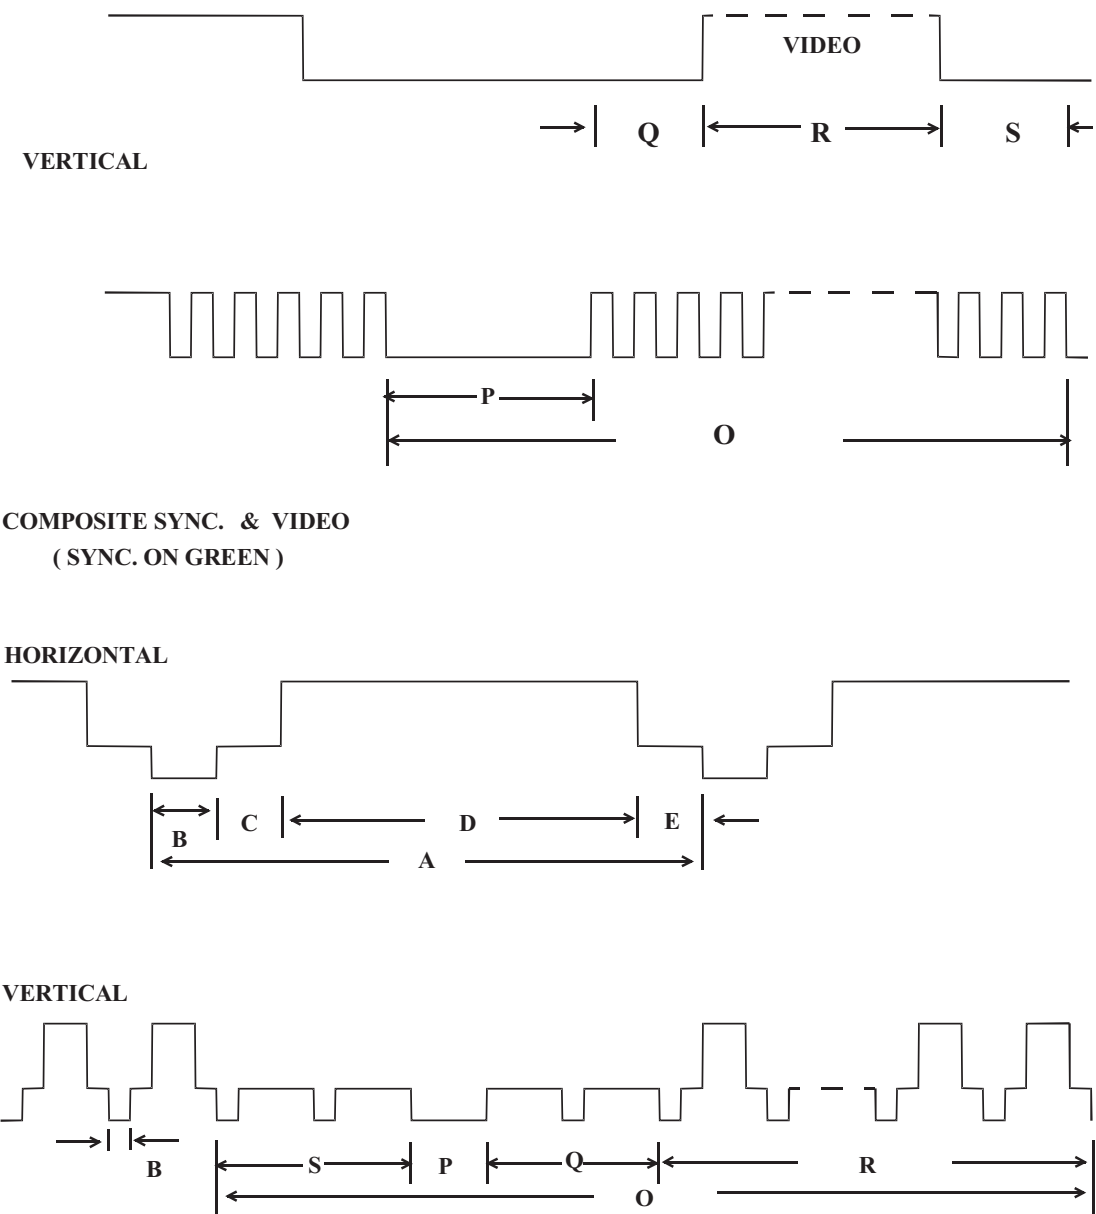 VIDEO
Q R S
VERTICAL
P
O
COMPOSITE SYNC. & VIDEO
( SYNC. ON GREEN )
HORIZONTAL
B C D E
A
VERTICAL
B S P Q R
O